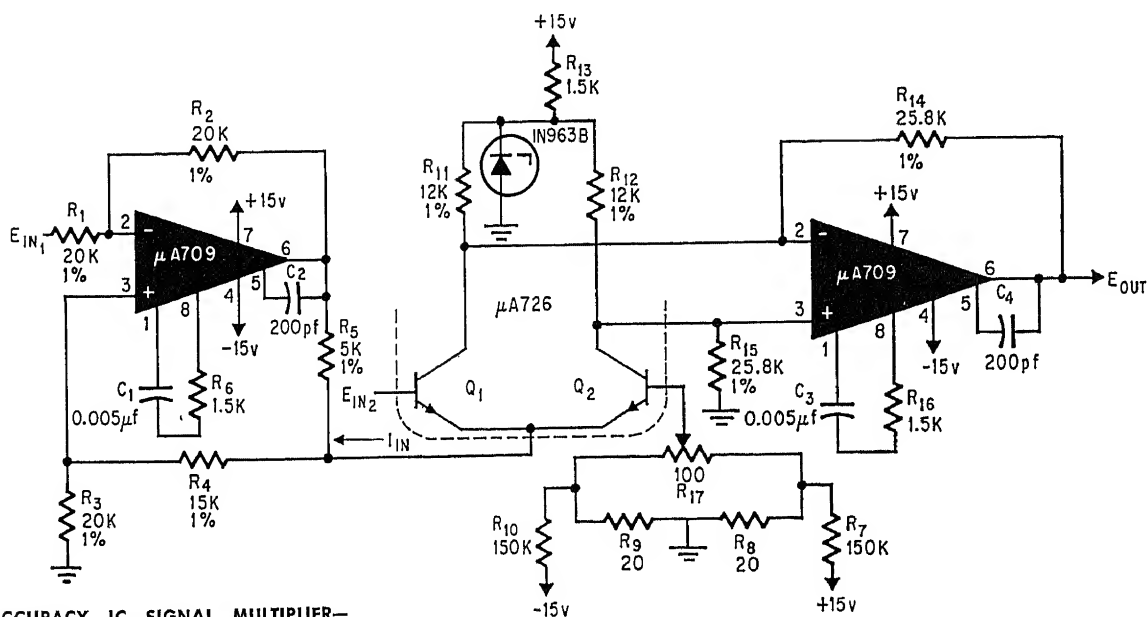 +15v
R13
1.5K
R2
20K
1%
IN963B
R14
25.8K
1%
R11
12K
1%
R12
12K
1%
+15v
+15v
EIN1
R1
20K
1%
2
-
μA709
7
6
5
4
3
+
1
8
C2
200pf
-15v
2
-
μA709
7
6
5
4
3
+
1
8
C4
200pf
-15v
EOUT
μA726
R5
5K
1%
R15
25.8K
1%
C1
0.005μf
R6
1.5K
EIN2
Q1
Q2
C3
0.005μf
R16
1.5K
IIN
R4
15K
1%
R3
20K
1%
100
R17
R10
150K
R9
20
R8
20
R7
150K
-15v
+15v
IC SIGNAL MULTIPLIER—